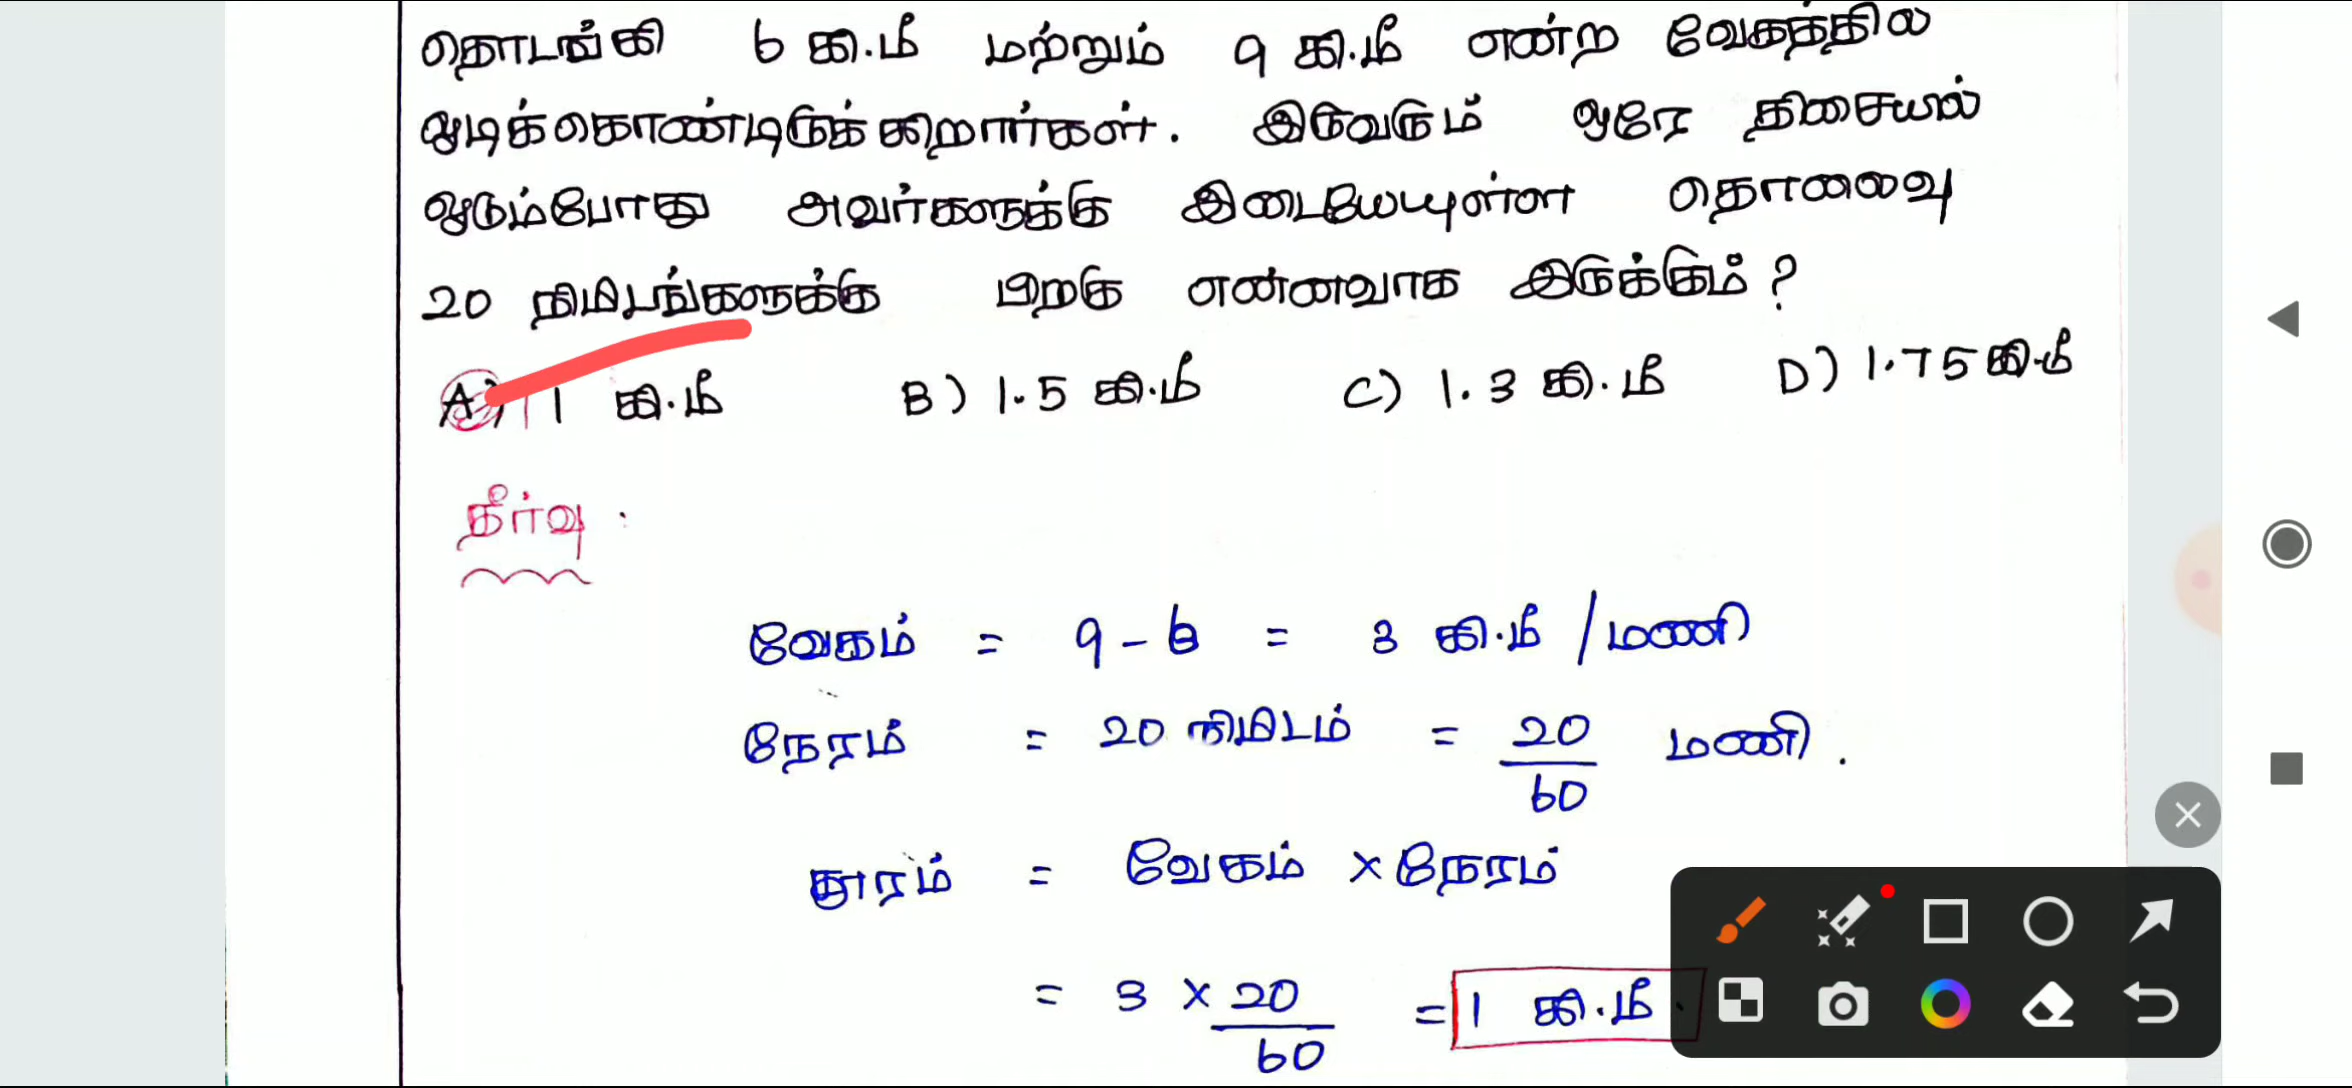 தொடங்கி 6 கி.மீ மற்றும் 9 கி.மீ என்ற வேகத்தில்
ஓடிக்கொண்டிருக்கிறார்கள். இருவரும் ஒரே திசையில்
ஓடும்போது அவர்களுக்கு இடையேயுள்ள தொலைவு
20 நிமிடங்களுக்கு பிறகு என்னவாக இருக்கும்?
A) 1 கி.மீ B) 1.5 கி.மீ C) 1.3 கி.மீ D) 1.75 கி.மீ
தீர்வு :
வேகம் = 9 - 6 = 3 கி.மீ / மணி
நேரம் = 20 நிமிடம் = 20/60 மணி.
தூரம் = வேகம் × நேரம்
= 3 × 20/60 = 1 கி.மீ.